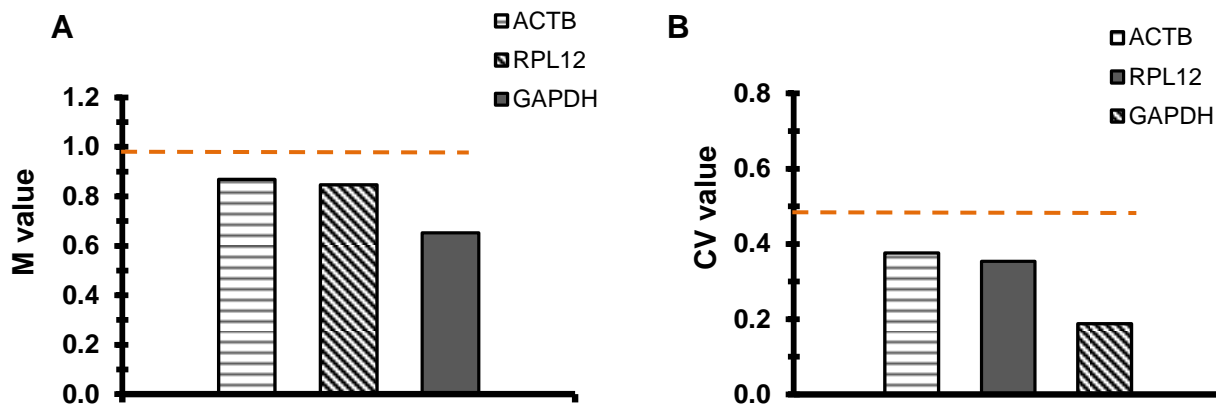 A
ACTB
RPL12
GAPDH
M value
1.2
1.0
0.8
0.6
0.4
0.2
0.0
B
ACTB
RPL12
GAPDH
CV value
0.8
0.6
0.4
0.2
0.0